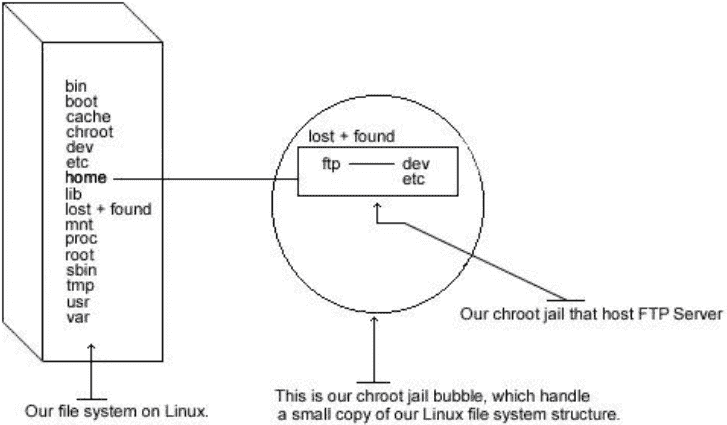 bin
boot
cache
chroot
dev
etc
home
lib
lost + found
mnt
proc
root
sbin
tmp
usr
var
Our file system on Linux.
lost + found
ftp dev
etc
Our chroot jail that host FTP Server
This is our chroot jail bubble, which handle
a small copy of our Linux file system structure.